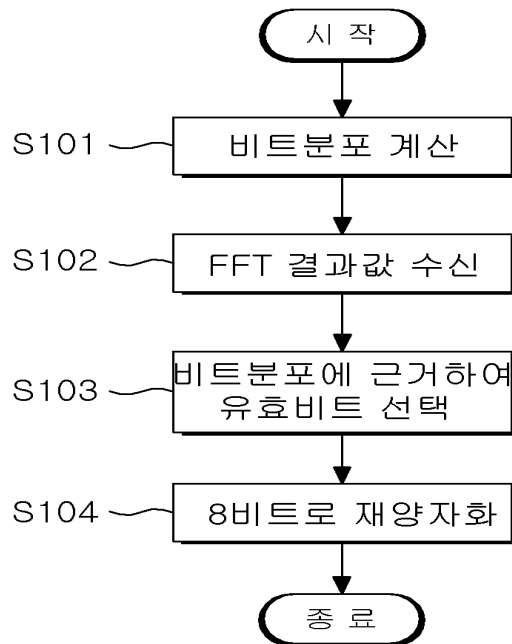 시 작
S101
비트분포 계산
S102
FFT 결과값 수신
S103
비트분포에 근거하여
유효비트 선택
S104
8비트로 재양자화
종 료